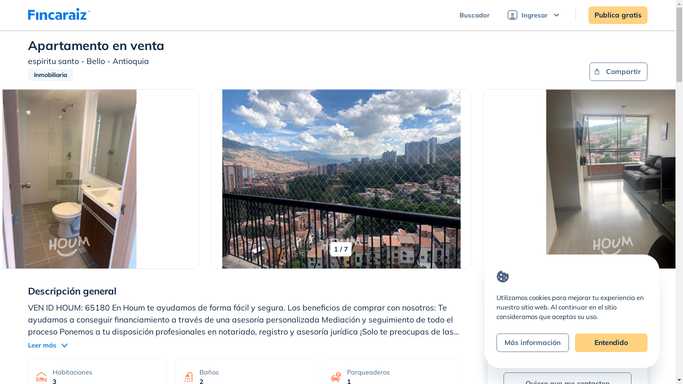 Fincaraiz
Buscador
Ingresar
Publica gratis
Apartamento en venta
espiritu santo - Bello - Antioquia
Inmobiliaria
Compartir
HOUM
HOUM
1 / 7
HOUM
Descripción general
VEN ID HOUM: 65180 En Houm te ayudamos de forma fácil y segura. Los beneficios de comprar con nosotros: Te
ayudamos a conseguir financiamiento a través de una asesoría personalizada Mediación y seguimiento de todo el
proceso Ponemos a tu disposición profesionales en notariado, registro y asesoría jurídica ¡Solo te preocupas de las...
Leer más
Habitaciones
3
Baños
2
Parqueaderos
1
Utilizamos cookies para mejorar tu experiencia en
nuestro sitio web. Al continuar en el sitio
consideramos que aceptas su uso.
Más información
Entendido
Quiero que me contacten